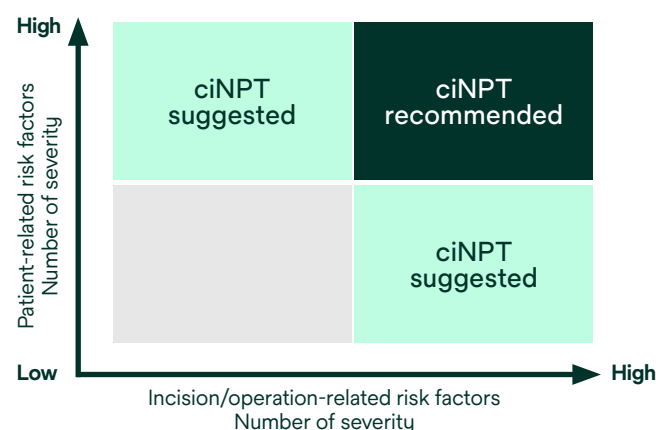 High
ciNPT
suggested
ciNPT
recommended
Patient-related risk factors
Number of severity
ciNPT
suggested
Low
High
Incision/operation-related risk factors
Number of severity